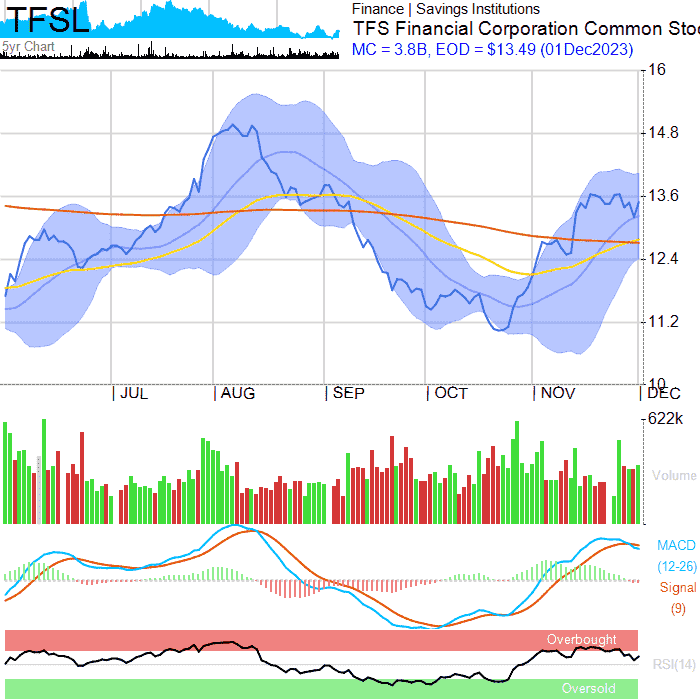 TFSL
5yr Chart
Finance | Savings Institutions
TFS Financial Corporation Common Stoc
MC = 3.8B, EOD = $13.49 (01Dec2023)
16
14.8
13.6
12.4
11.2
10
JUL
AUG
SEP
OCT
NOV
DEC
622k
Volume
MACD
(12-26)
Signal
(9)
Overbought
RSI(14)
Oversold